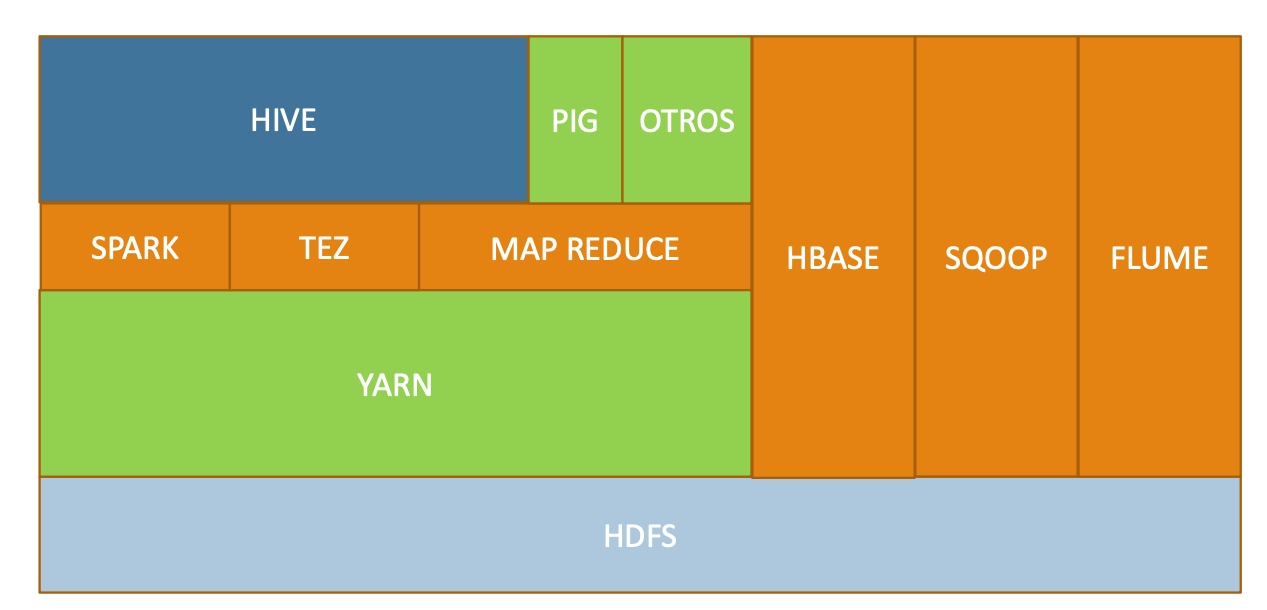 HIVE
PIG
OTROS
SPARK
TEZ
MAP REDUCE
HBASE
SQOOP
FLUME
YARN
HDFS